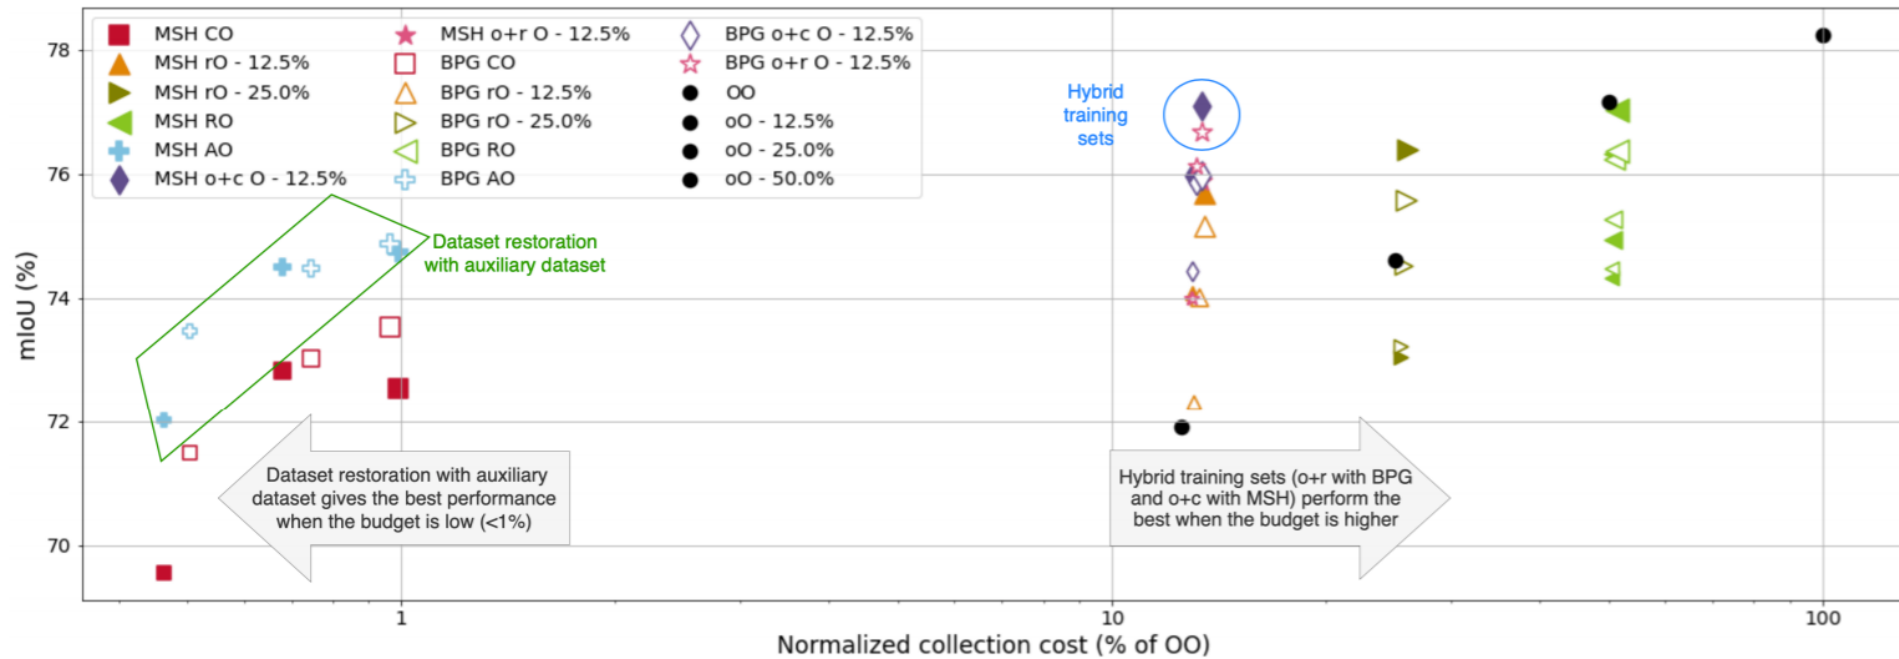 78
76
74
72
70
mIoU (%)
MSH CO
MSH rO - 12.5%
MSH rO - 25.0%
MSH RO
MSH AO
MSH o+c O - 12.5%
MSH o+r O - 12.5%
BPG CO
BPG rO - 12.5%
BPG rO - 25.0%
BPG RO
BPG AO
BPG o+c O - 12.5%
BPG o+r O - 12.5%
OO
oO - 12.5%
oO - 25.0%
oO - 50.0%
Hybrid
training
sets
Dataset restoration
with auxiliary dataset
Dataset restoration with auxiliary
dataset gives the best performance
when the budget is low (<1%)
Hybrid training sets (o+r with BPG
and o+c with MSH) perform the
best when the budget is higher
1
10
100
Normalized collection cost (% of OO)